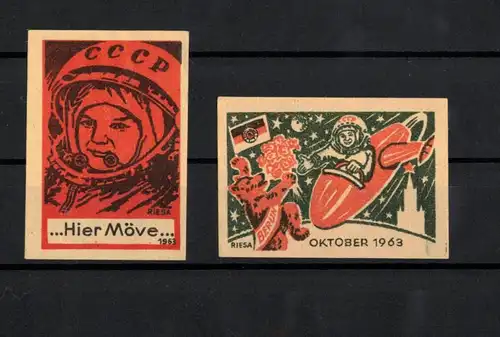 CCCP
RIESA
...Hier Möve...
1963
BERLIN
RIESA
OKTOBER 1963